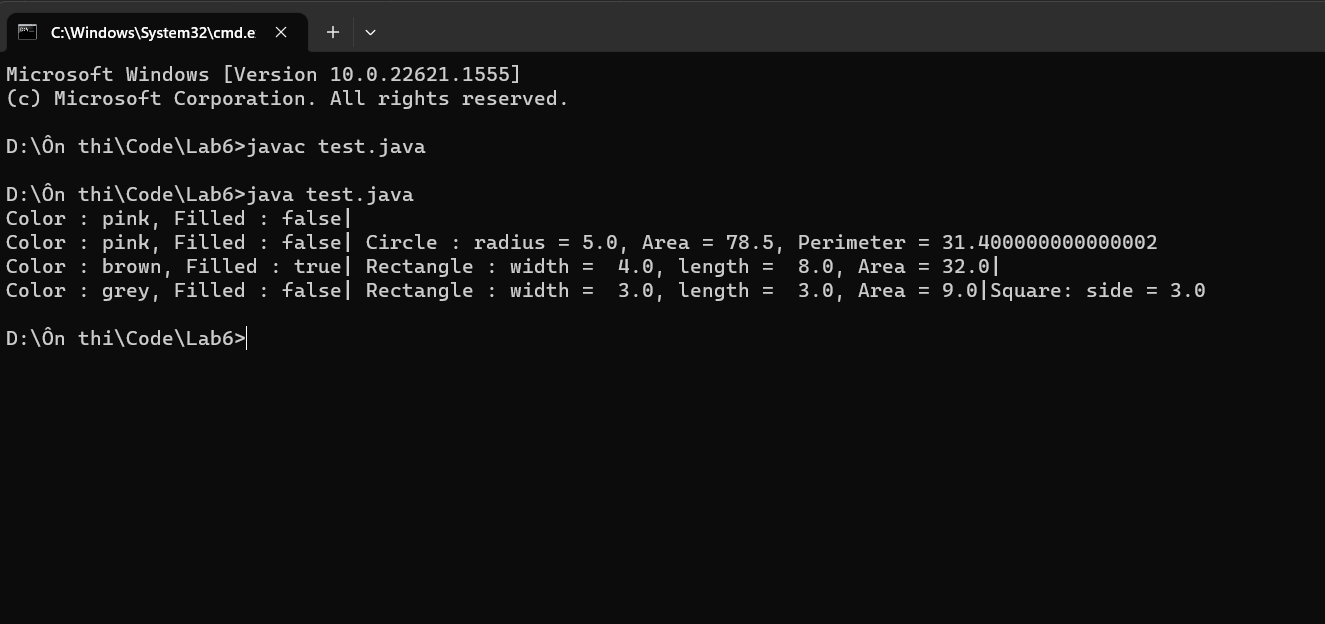 C:\Windows\System32\cmd.e
Microsoft Windows [Version 10.0.22621.1555]
(c) Microsoft Corporation. All rights reserved.
D:\Ôn thi\Code\Lab6>javac test.java
D:\Ôn thi\Code\Lab6>java test.java
Color : pink, Filled : false|
Color : pink, Filled : false| Circle : radius = 5.0, Area = 78.5, Perimeter = 31.400000000000002
Color : brown, Filled : true| Rectangle : width =  4.0, length =  8.0, Area = 32.0|
Color : grey, Filled : false| Rectangle : width =  3.0, length =  3.0, Area = 9.0|Square: side = 3.0
D:\Ôn thi\Code\Lab6>